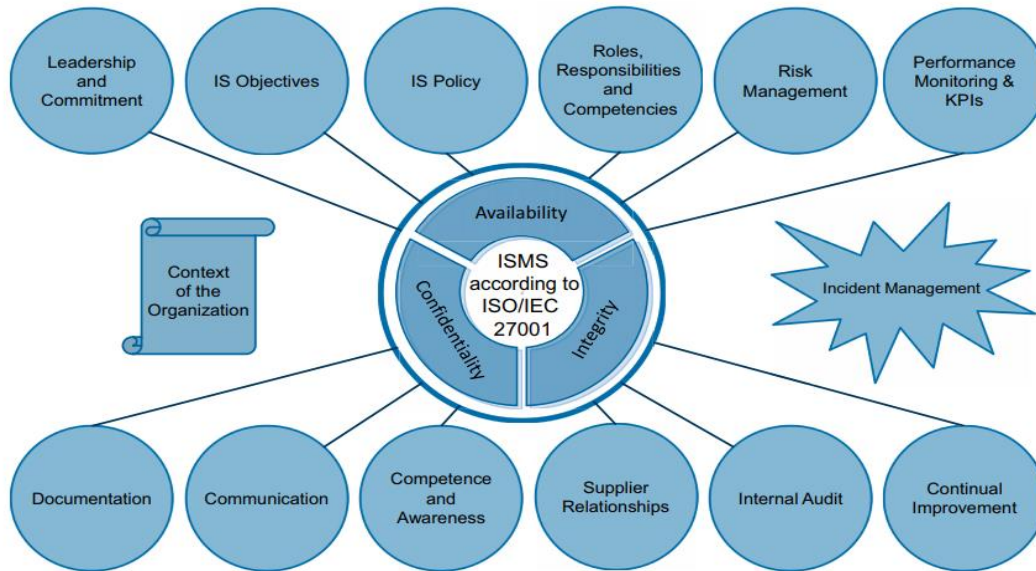 Leadership
and
Commitment
IS Objectives
IS Policy
Roles,
Responsibilities
and
Competencies
Risk
Management
Performance
Monitoring &
KPIs
Context
of the
Organization
Availability
Confidentiality
Integrity
ISMS
according to
ISO/IEC
27001
Incident Management
Documentation
Communication
Competence
and
Awareness
Supplier
Relationships
Internal Audit
Continual
Improvement